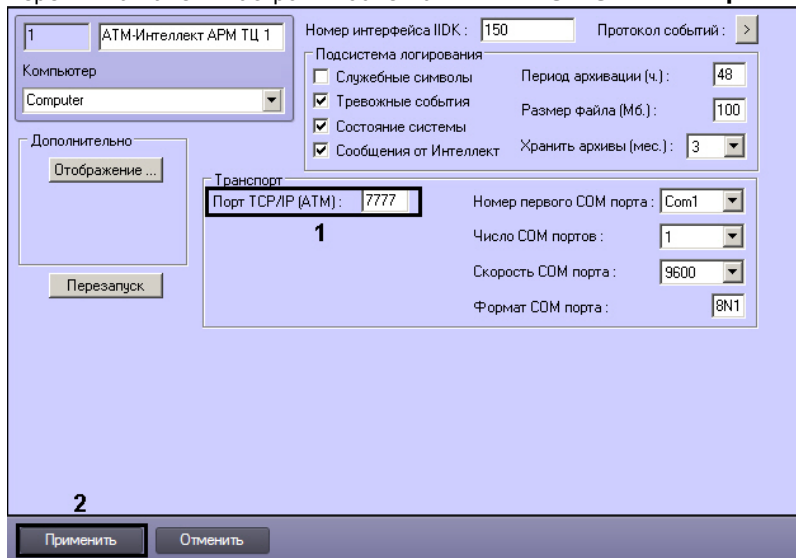 1 АТМ-Интеллект АРМ ТЦ 1
Компьютер
Computer
Дополнительно
Отображение ...
Перезапуск
Номер интерфейса IIDK : 150 Протокол событий : >
Подсистема логирования
Служебные символы Период архивации (ч.) : 48
Тревожные события Размер файла (Мб.) : 100
Состояние системы
Сообщения от Интеллект Хранить архивы (мес.) : 3
Транспорт
Порт TCP/IP (ATM) : 7777 Номер первого COM порта : Com1
1
Число COM портов : 1
Скорость COM порта : 9600
Формат COM порта : 8N1
2
Применить Отменить